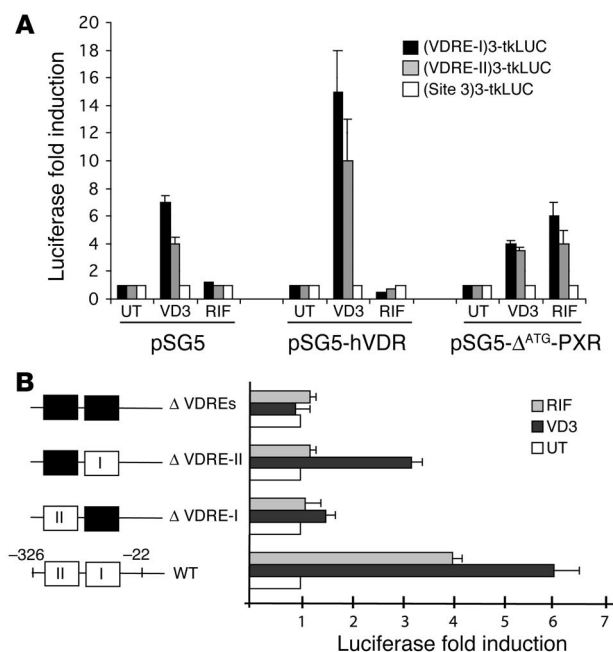 A
Luciferase fold induction
20
18
16
14
12
10
8
6
4
2
0
(VDRE-I)3-tkLUC
(VDRE-II)3-tkLUC
(Site 3)3-tkLUC
UT VD3 RIF UT VD3 RIF UT VD3 RIF
pSG5 pSG5-hVDR pSG5-Δᴬᵀᴳ-PXR
B
Δ VDREs
I Δ VDRE-II
II Δ VDRE-I
–326 –22
II I WT
RIF
VD3
UT
1 2 3 4 5 6 7
Luciferase fold induction